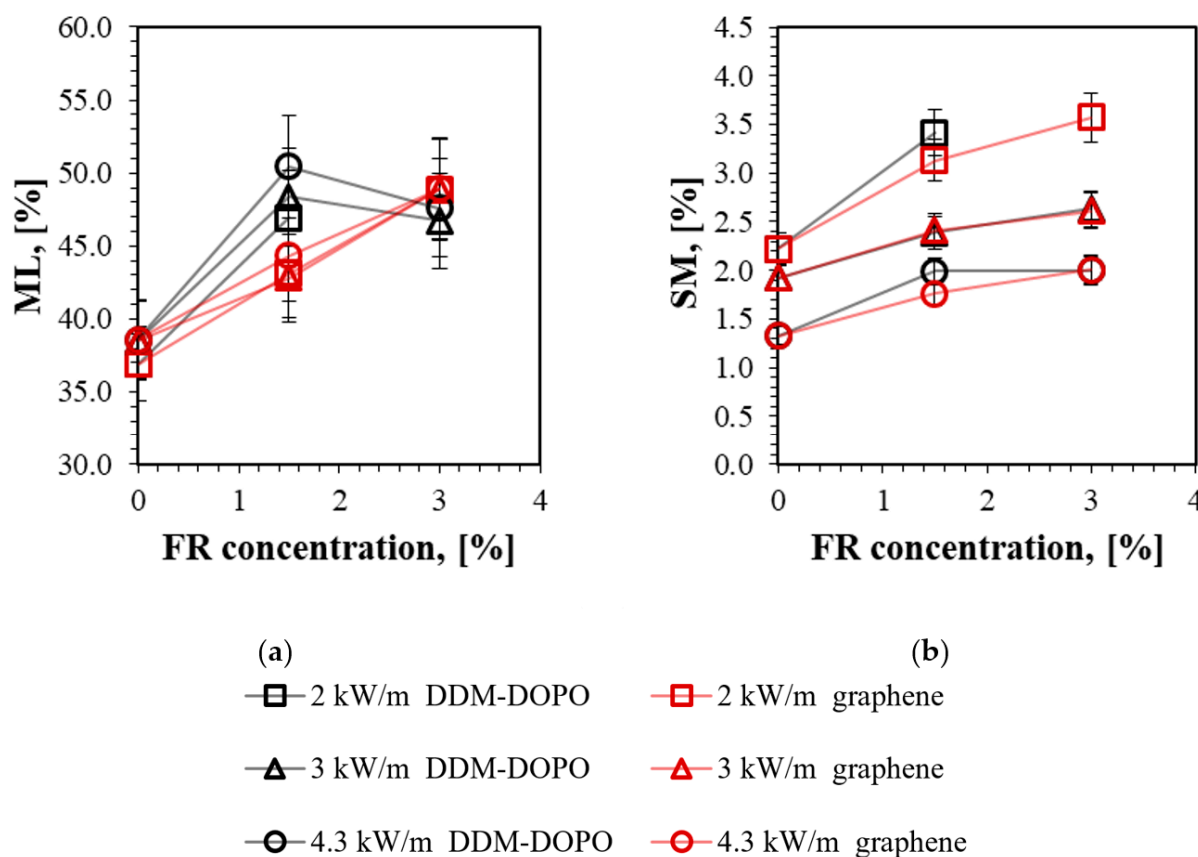 60.0
55.0
50.0
45.0
40.0
35.0
30.0
ML, [%]
0 1 2 3 4
FR concentration, [%]
(a)
4.5
4.0
3.5
3.0
2.5
2.0
1.5
1.0
0.5
0.0
SM, [%]
0 1 2 3 4
FR concentration, [%]
(b)
2 kW/m DDM-DOPO 2 kW/m graphene
3 kW/m DDM-DOPO 3 kW/m graphene
4.3 kW/m DDM-DOPO 4.3 kW/m graphene